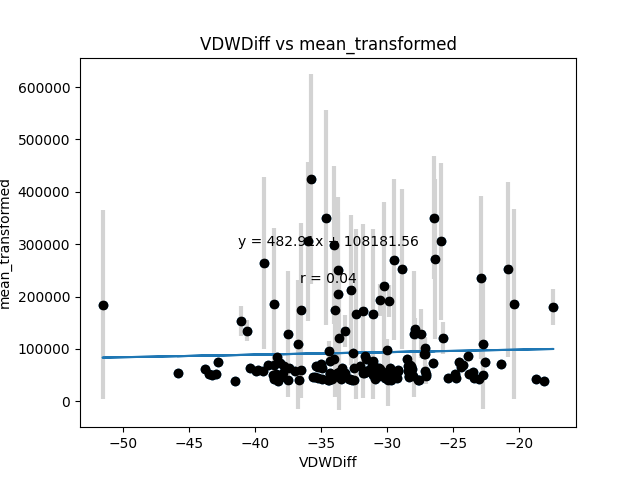 VDWDiff vs mean_transformed
mean_transformed
600000
500000
400000
300000
200000
100000
0
y = 482.91x + 108181.56
r = 0.04
−50 −45 −40 −35 −30 −25 −20
VDWDiff